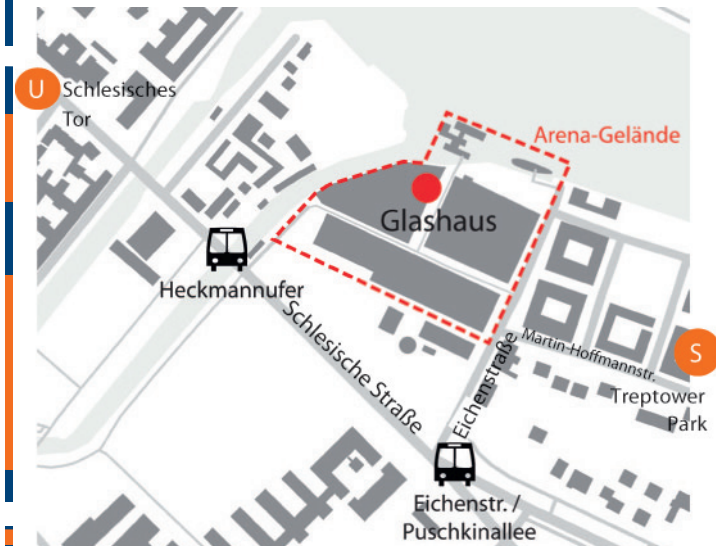 U
Schlesisches
Tor
Arena-Gelände
Glashaus
Heckmannufer
Schlesische Straße
Eichenstraße
Martin-Hoffmannstr.
S
Treptower
Park
Eichenstr. /
Puschkinallee